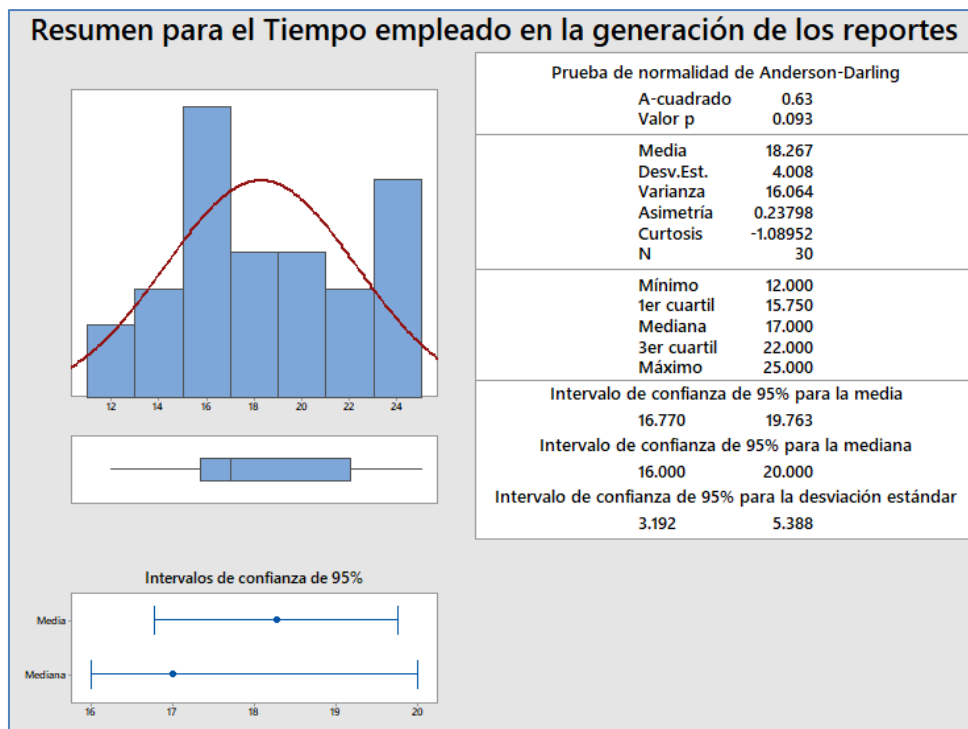 Resumen para el Tiempo empleado en la generación de los reportes
12 14 16 18 20 22 24
Intervalos de confianza de 95%
Media
Mediana
16 17 18 19 20
Prueba de normalidad de Anderson-Darling
A-cuadrado 0.63
Valor p 0.093
Media 18.267
Desv.Est. 4.008
Varianza 16.064
Asimetría 0.23798
Curtosis -1.08952
N 30
Mínimo 12.000
1er cuartil 15.750
Mediana 17.000
3er cuartil 22.000
Máximo 25.000
Intervalo de confianza de 95% para la media
16.770 19.763
Intervalo de confianza de 95% para la mediana
16.000 20.000
Intervalo de confianza de 95% para la desviación estándar
3.192 5.388